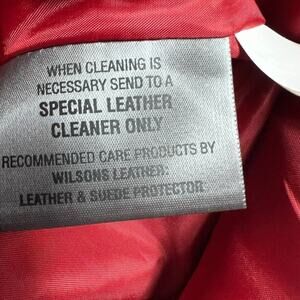 WHEN CLEANING IS
NECESSARY SEND TO A
SPECIAL LEATHER
CLEANER ONLY
RECOMMENDED CARE PRODUCTS BY
WILSONS LEATHER:
LEATHER & SUEDE PROTECTOR